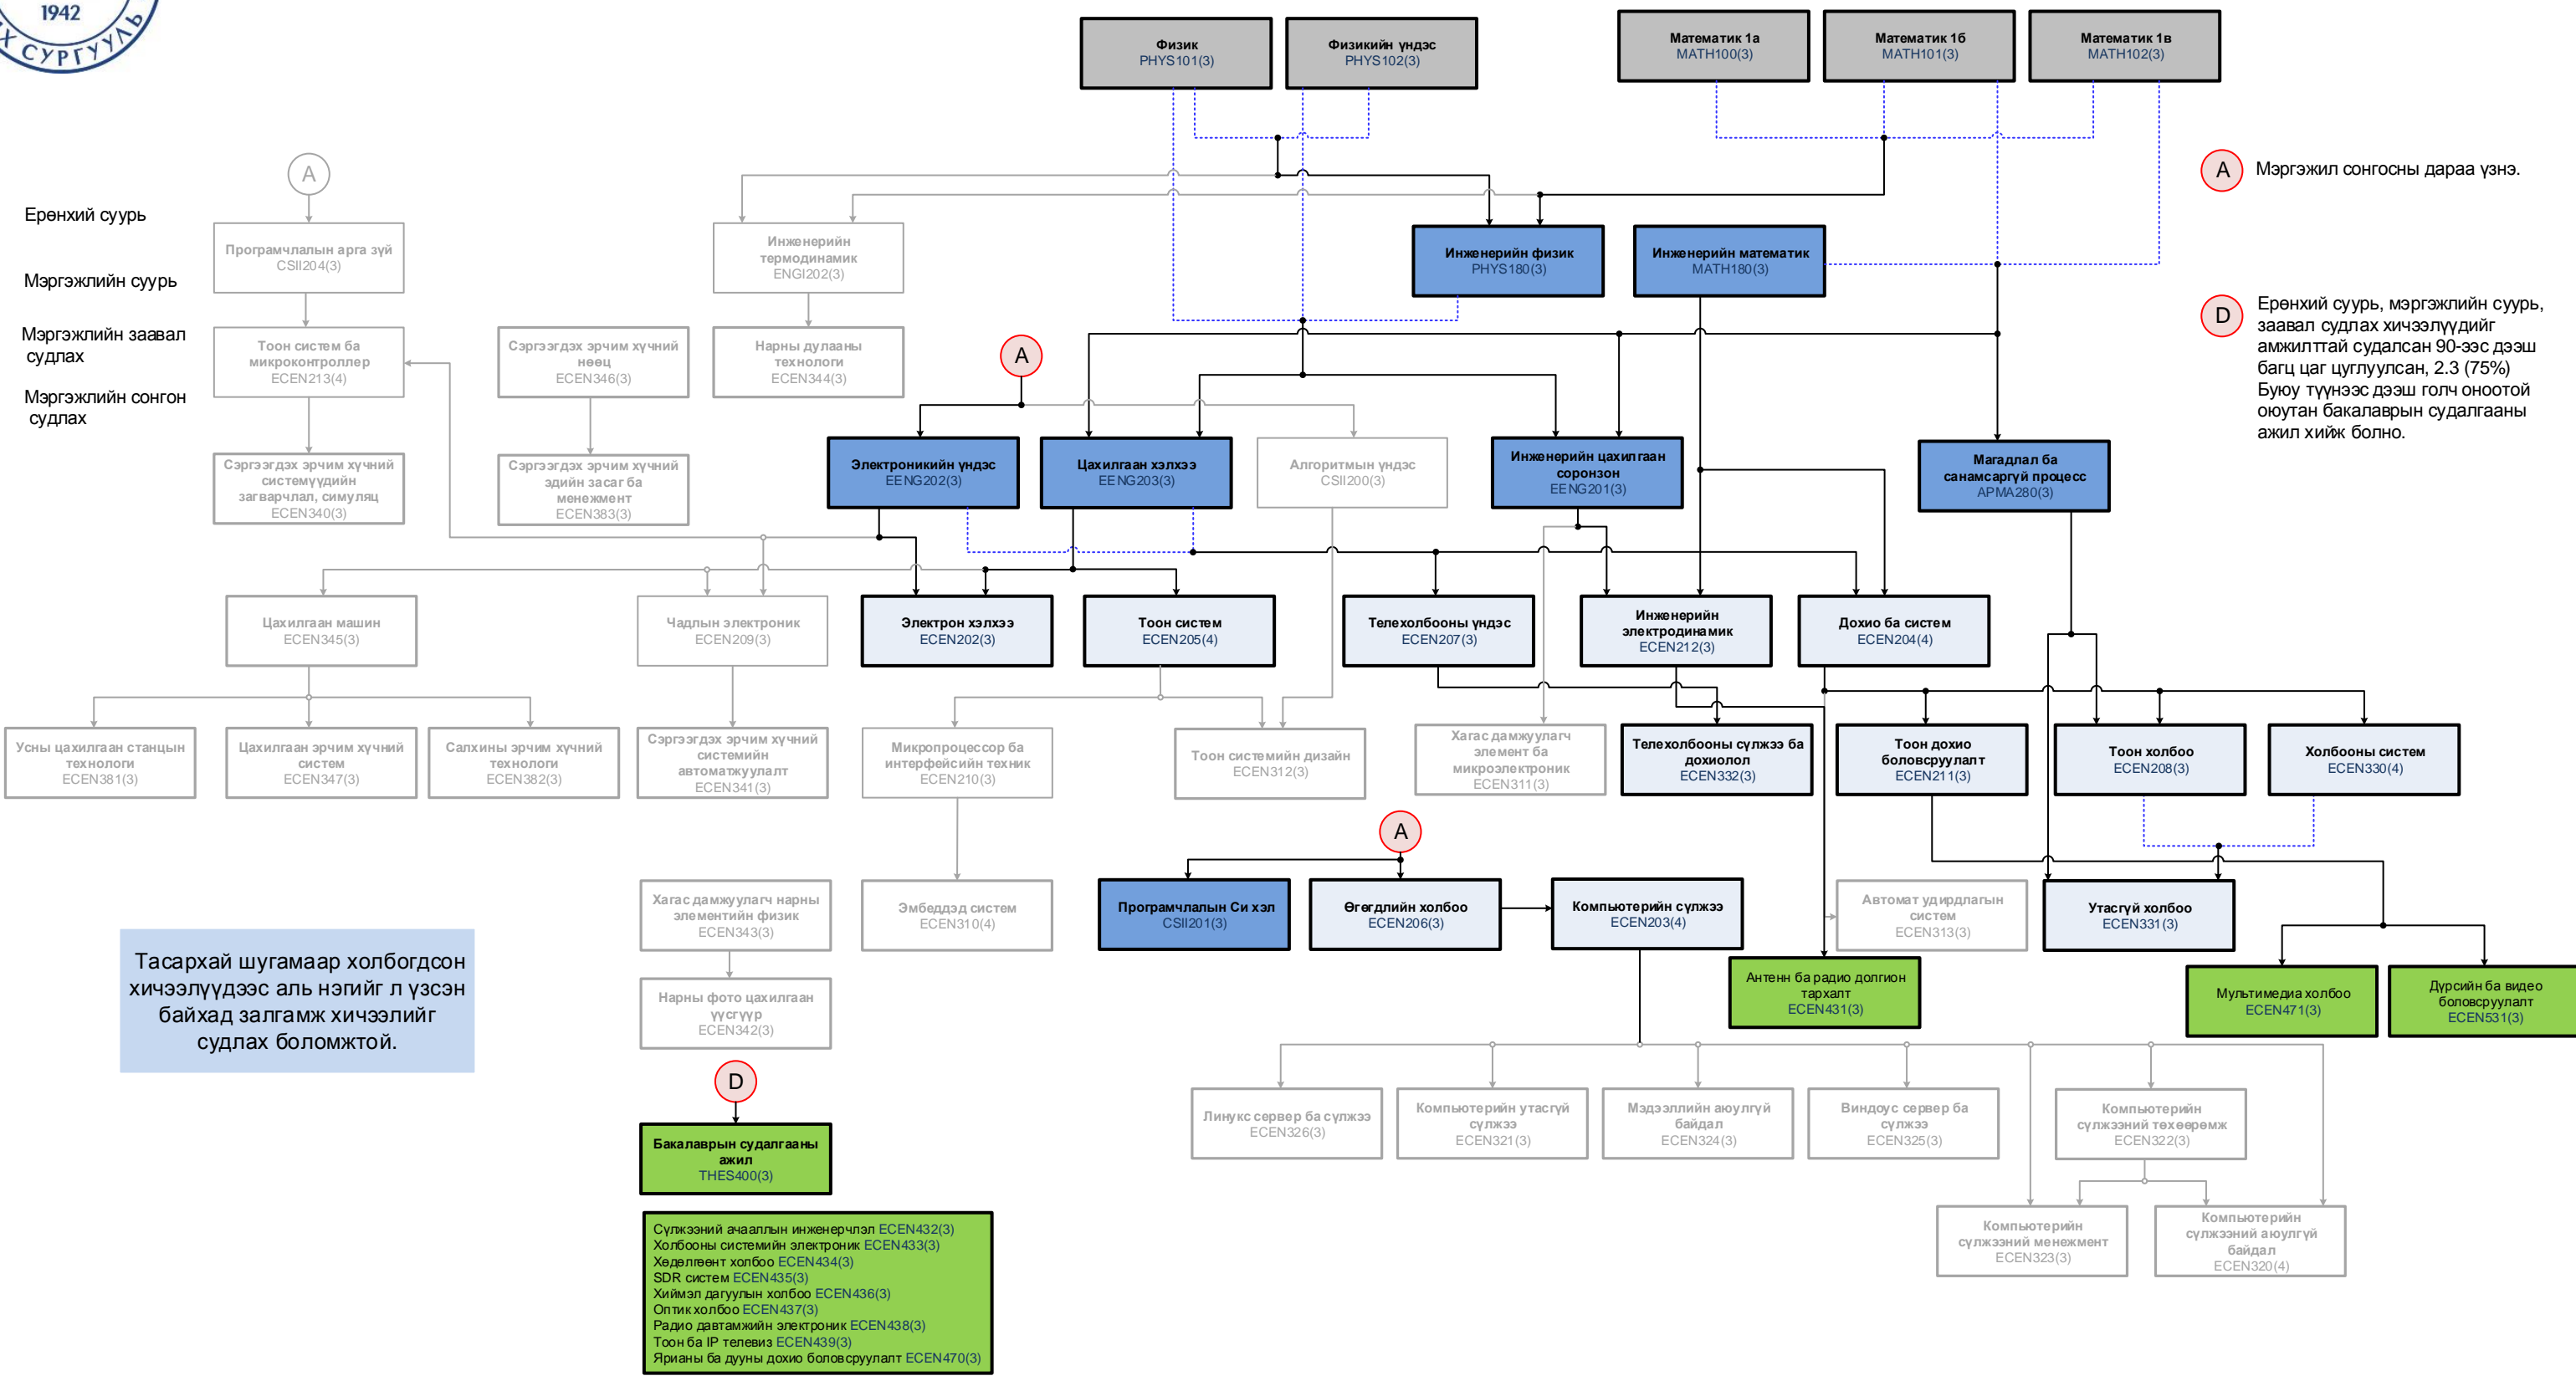 1942
Х СУРГУУЛЬ
Физик
PHYS101(3)
Физикийн үндэс
PHYS102(3)
Математик 1а
MATH100(3)
Математик 1б
MATH101(3)
Математик 1в
MATH102(3)
A
Мэргэжил сонгосны дараа үзнэ.
A
Ерөнхий суурь
Мэргэжлийн суурь
Мэргэжлийн заавал
судлах
Мэргэжлийн сонгон
судлах
Програмчлалын арга зүй
CSII204(3)
Инженерийн
термодинамик
ENGI202(3)
Инженерийн физик
PHYS180(3)
Инженерийн математик
MATH180(3)
D
Ерөнхий суурь, мэргэжлийн суурь,
заавал судлах хичээлүүдийг
амжилттай судалсан 90-ээс дээш
багц цаг цуглуулсан, 2.3 (75%)
Буюу түүнээс дээш голч оноотой
оюутан бакалаврын судалгааны
ажил хийж болно.
Тоон систем ба
микроконтроллер
ECEN213(4)
Сэргээгдэх эрчим хүчний
нөөц
ECEN346(3)
Нарны дулааны
технологи
ECEN344(3)
A
Сэргээгдэх эрчим хүчний
системүүдийн
загварчлал, симуляц
ECEN340(3)
Сэргээгдэх эрчим хүчний
эдийн засаг ба
менежмент
ECEN383(3)
Электроникийн үндэс
EENG202(3)
Цахилгаан хэлхээ
EENG203(3)
Алгоритмын үндэс
CSII200(3)
Инженерийн цахилгаан
соронзон
EENG201(3)
Магадлал ба
санамсаргүй процесс
APMA280(3)
Цахилгаан машин
ECEN345(3)
Чадлын электроник
ECEN209(3)
Электрон хэлхээ
ECEN202(3)
Тоон систем
ECEN205(4)
Телехолбооны үндэс
ECEN207(3)
Инженерийн
электродинамик
ECEN212(3)
Дохио ба систем
ECEN204(4)
Усны цахилгаан станцын
технологи
ECEN381(3)
Цахилгаан эрчим хүчний
систем
ECEN347(3)
Салхины эрчим хүчний
технологи
ECEN382(3)
Сэргээгдэх эрчим хүчний
системийн
автоматжуулалт
ECEN341(3)
Микропроцессор ба
интерфейсийн техник
ECEN210(3)
Тоон системийн дизайн
ECEN312(3)
Хагас дамжуулагч
элемент ба
микроэлектроник
ECEN311(3)
Телехолбооны сүлжээ ба
дохиолол
ECEN332(3)
Тоон дохио
боловсруулалт
ECEN211(3)
Тоон холбоо
ECEN208(3)
Холбооны систем
ECEN330(4)
A
Хагас дамжуулагч нарны
элементийн физик
ECEN343(3)
Эмбеддэд систем
ECEN310(4)
Програмчлалын Си хэл
CSII201(3)
Өгөгдлийн холбоо
ECEN206(3)
Компьютерийн сүлжээ
ECEN203(4)
Автомат удирдлагын
систем
ECEN313(3)
Утасгүй холбоо
ECEN331(3)
Тасархай шугамаар холбогдсон
хичээлүүдээс аль нэгийг л үзсэн
байхад залгамж хичээлийг
судлах боломжтой.
Нарны фото цахилгаан
үүсгүүр
ECEN342(3)
Антенн ба радио долгион
тархалт
ECEN431(3)
Мультимедиа холбоо
ECEN471(3)
Дүрсийн ба видео
боловсруулалт
ECEN531(3)
D
Линукс сервер ба сүлжээ
ECEN326(3)
Компьютерийн утасгүй
сүлжээ
ECEN321(3)
Мэдээллийн аюулгүй
байдал
ECEN324(3)
Виндоус сервер ба
сүлжээ
ECEN325(3)
Компьютерийн
сүлжээний төхөөрөмж
ECEN322(3)
Бакалаврын судалгааны
ажил
THES400(3)
Компьютерийн
сүлжээний менежмент
ECEN323(3)
Компьютерийн
сүлжээний аюулгүй
байдал
ECEN320(4)
Сүлжээний ачааллын инженерчлэл ECEN432(3)
Холбооны системийн электроник ECEN433(3)
Хөдөлгөөнт холбоо ECEN434(3)
SDR систем ECEN435(3)
Хиймэл дагуулын холбоо ECEN436(3)
Оптик холбоо ECEN437(3)
Радио давтамжийн электроник ECEN438(3)
Тоон ба IP телевиз ECEN439(3)
Ярианы ба дууны дохио боловсруулалт ECEN470(3)